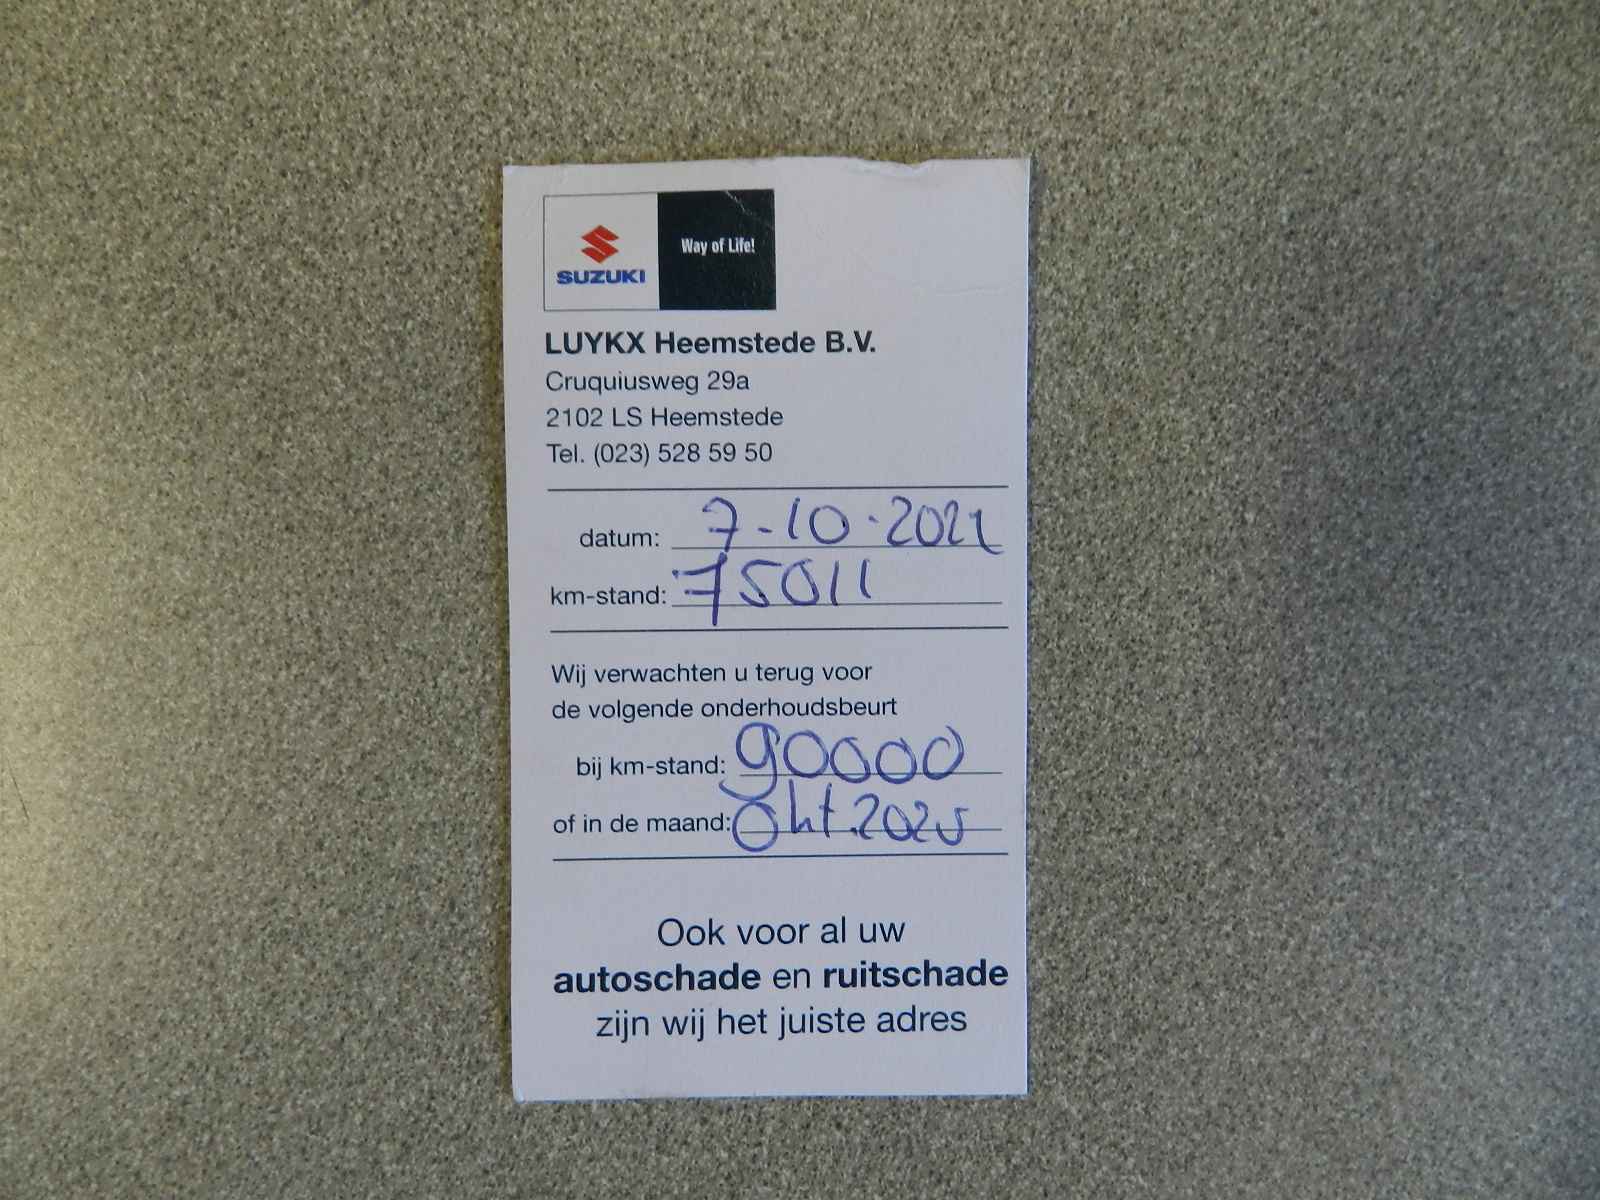 SUZUKI
Way of Life!
LUYKX Heemstede B.V.
Cruquiusweg 29a
2102 LS Heemstede
Tel. (023) 528 59 50
datum: 7-10-2021
km-stand: 75011
Wij verwachten u terug voor
de volgende onderhoudsbeurt
bij km-stand: 90000
of in de maand: Okt.2025
Ook voor al uw
autoschade en ruitschade
zijn wij het juiste adres